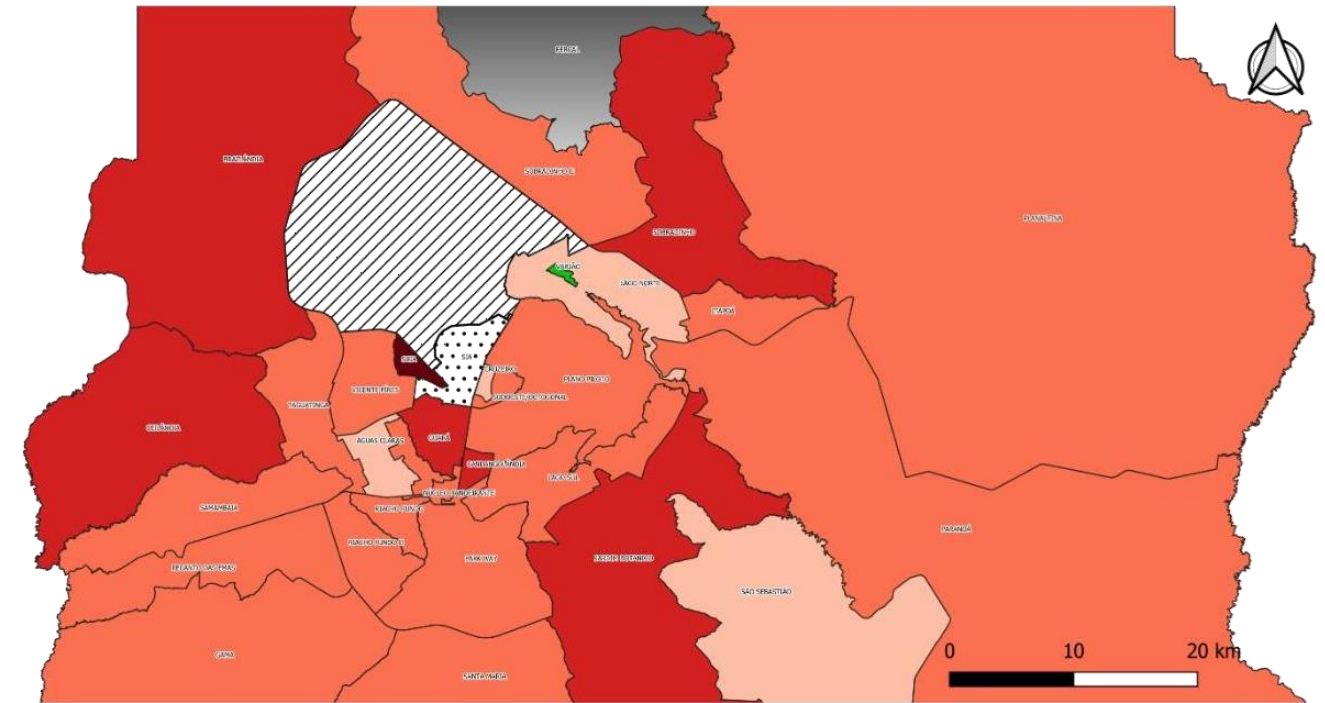 FERCAL
BRAZLÂNDIA
SOBRADINHO II
PLANALTINA
SOBRADINHO
VARJÃO
LAGO NORTE
ITAPOÃ
SIA
CRUZEIRO
PLANO PILOTO
VICENTE PIRES
SUDOESTE/OCTOGONAL
TAGUATINGA
CEILÂNDIA
ÁGUAS CLARAS
GUARÁ
CANDANGOLÂNDIA
LAGO SUL
NÚCLEO BANDEIRANTE
SAMAMBAIA
RIACHO FUNDO
PARANOÁ
RIACHO FUNDO II
PARK WAY
JARDIM BOTÂNICO
RECANTO DAS EMAS
SÃO SEBASTIÃO
GAMA
SANTA MARIA
0 10 20 km